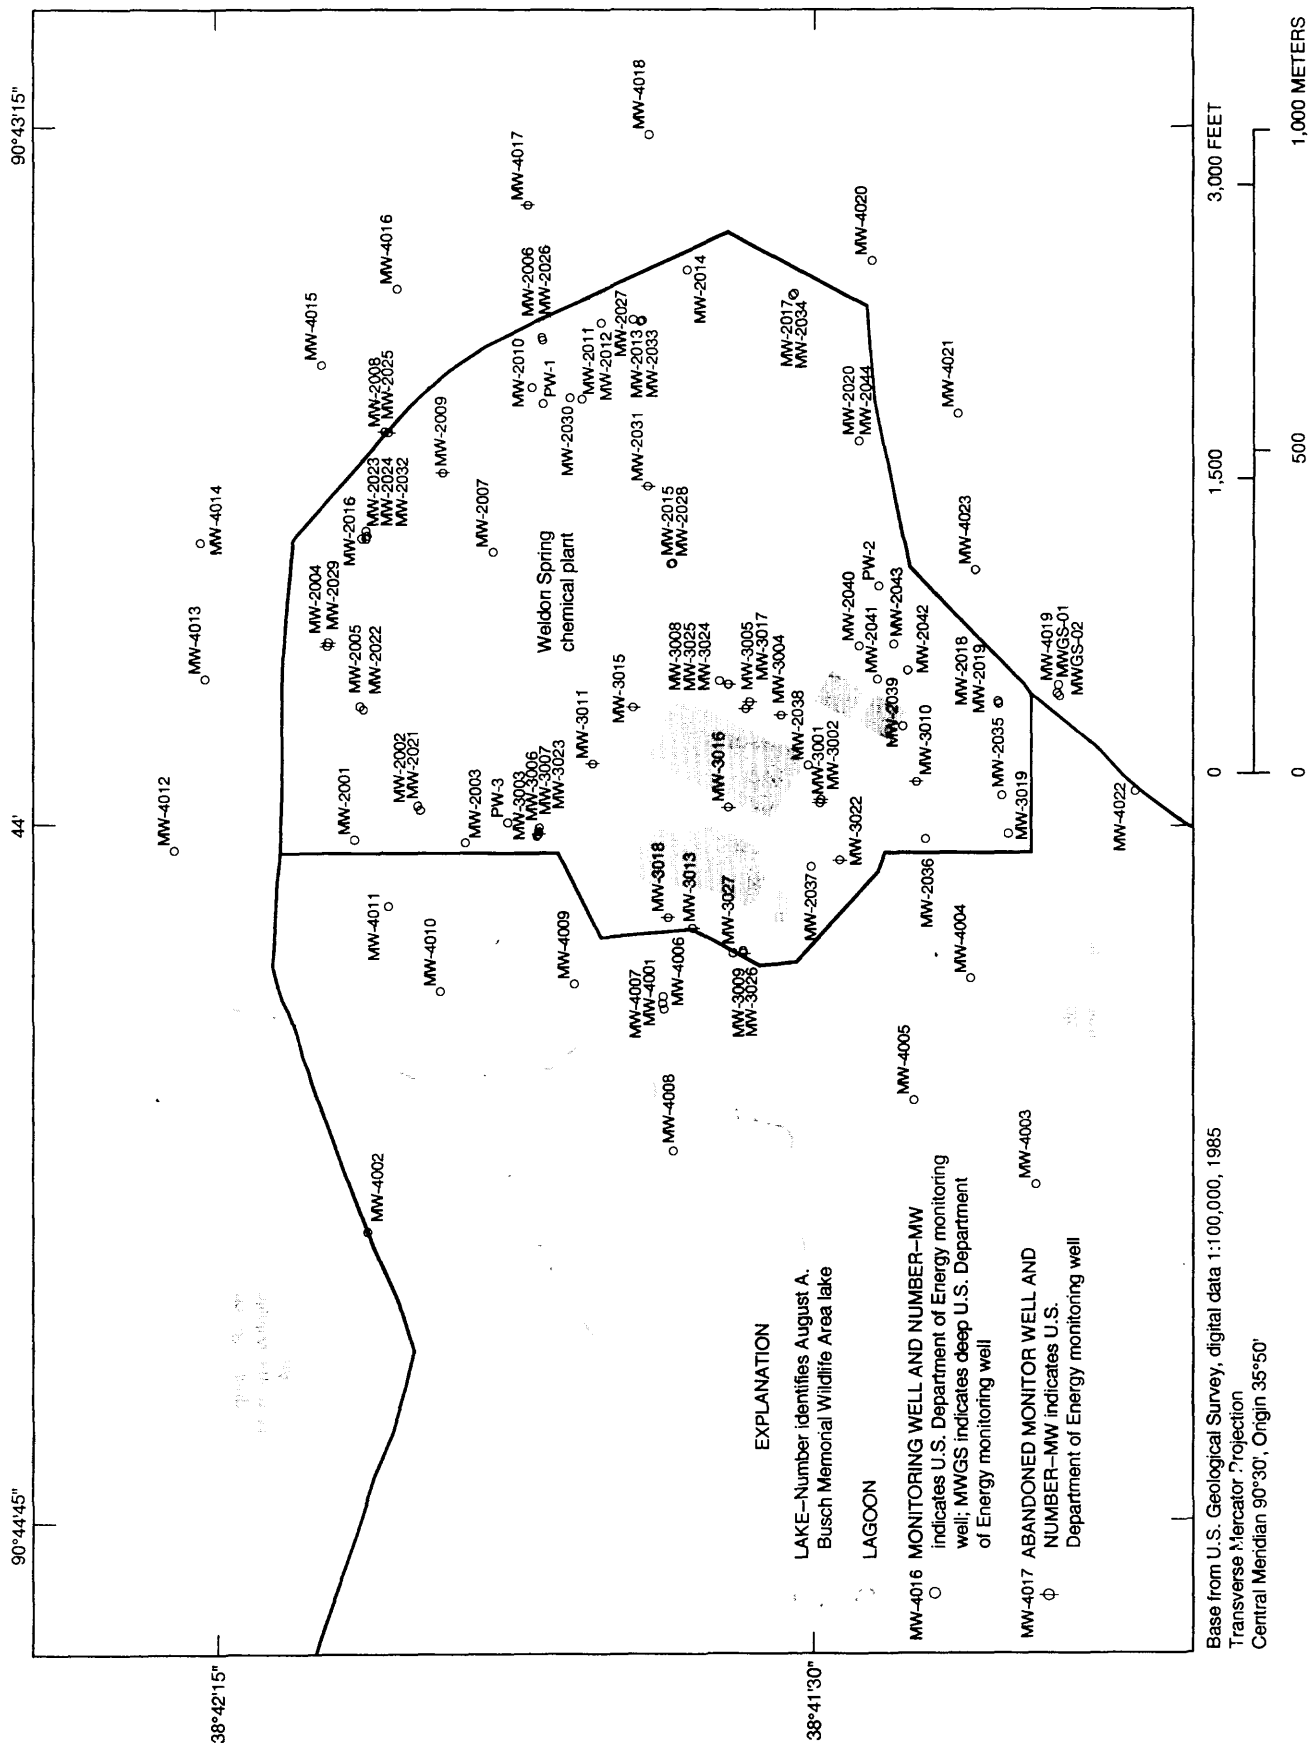 90°44'45"
44'
90°43'15"
38°42'15"
38°41'30"
MW-4012
MW-4013
MW-4014
MW-4015
MW-4016
MW-4017
MW-4018
MW-4011
MW-4010
MW-4009
MW-4002
MW-2001
MW-2002
MW-2021
MW-2003
PW-3
MW-3003
MW-3006
MW-3007
MW-3023
MW-2005
MW-2022
MW-2004
MW-2029
MW-2016
MW-2023
MW-2024
MW-2032
MW-2008
MW-2025
MW-2009
MW-2007
Weldon Spring
chemical plant
MW-2010
PW-1
MW-2006
MW-2026
MW-2030
MW-2011
MW-2012
MW-2027
MW-2013
MW-2033
MW-2031
MW-2014
MW-2015
MW-2028
MW-3011
MW-3015
MW-3008
MW-3025
MW-3024
MW-3005
MW-3017
MW-3004
MW-3016
MW-3018
MW-3013
MW-3027
MW-3009
MW-3026
MW-4007
MW-4001
MW-4006
MW-4008
MW-2017
MW-2034
MW-2020
MW-2044
MW-4020
MW-4021
MW-4023
MW-2038
MW-3001
MW-3002
MW-3022
MW-2037
MW-2040
MW-2041
PW-2
MW-2043
MW-2042
MW-2039
MW-3010
MW-2018
MW-2019
MW-2035
MW-3019
MW-2036
MW-4004
MW-4005
MW-4003
MW-4019
MWGS-01
MWGS-02
MW-4022
EXPLANATION
LAKE–Number identifies August A.
Busch Memorial Wildlife Area lake
LAGOON
MW-4016 MONITORING WELL AND NUMBER–MW
indicates U.S. Department of Energy monitoring
well; MWGS indicates deep U.S. Department
of Energy monitoring well
MW-4017 ABANDONED MONITOR WELL AND
NUMBER–MW indicates U.S.
Department of Energy monitoring well
Base from U.S. Geological Survey, digital data 1:100,000, 1985
Transverse Mercator Projection
Central Meridian 90°30', Origin 35°50'
0 1,500 3,000 FEET
0 500 1,000 METERS